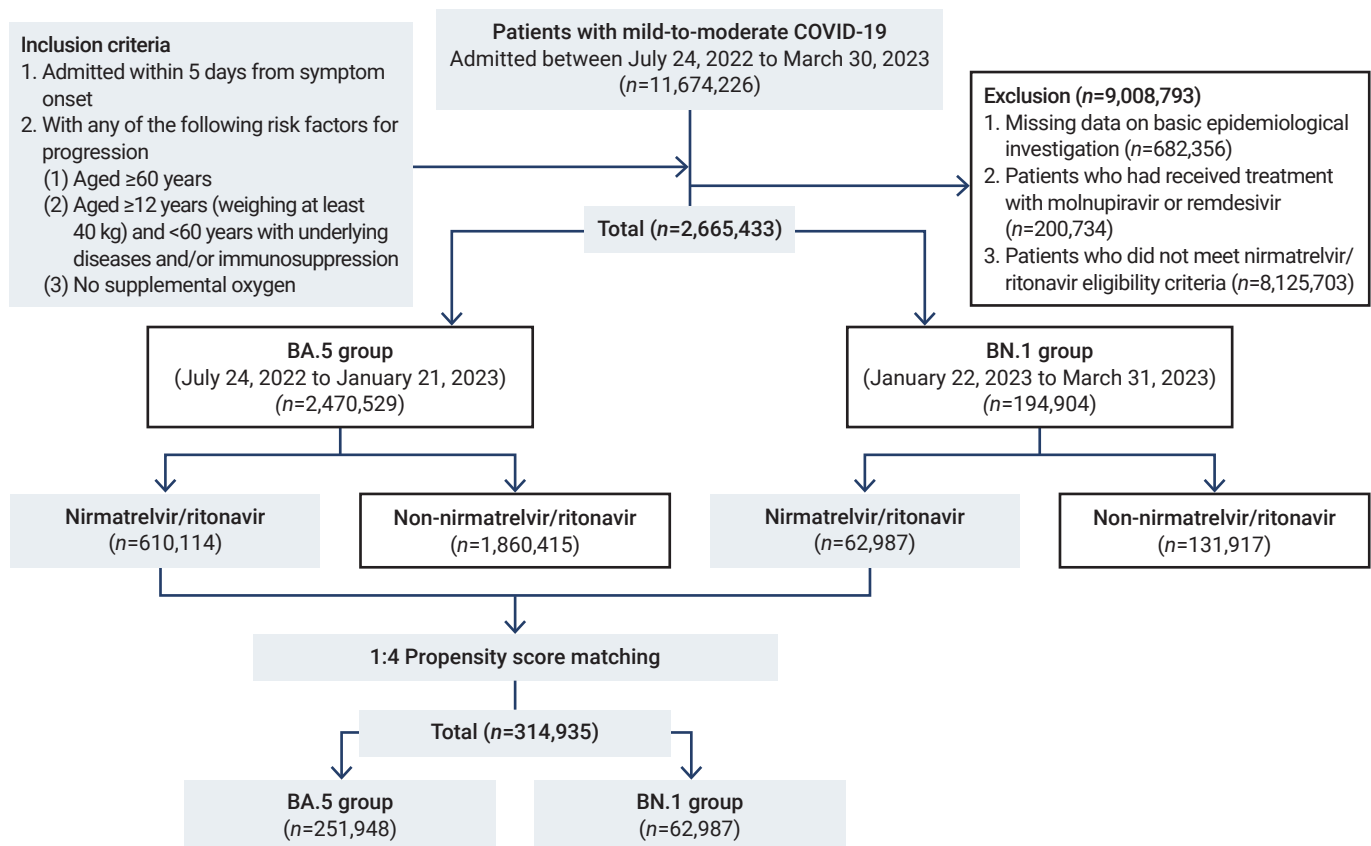 Inclusion criteria
1. Admitted within 5 days from symptom
onset
2. With any of the following risk factors for
progression
(1) Aged ≥60 years
(2) Aged ≥12 years (weighing at least
40 kg) and <60 years with underlying
diseases and/or immunosuppression
(3) No supplemental oxygen
Patients with mild-to-moderate COVID-19
Admitted between July 24, 2022 to March 30, 2023
(n=11,674,226)
Exclusion (n=9,008,793)
1. Missing data on basic epidemiological
investigation (n=682,356)
2. Patients who had received treatment
with molnupiravir or remdesivir
(n=200,734)
3. Patients who did not meet nirmatrelvir/
ritonavir eligibility criteria (n=8,125,703)
Total (n=2,665,433)
BA.5 group
(July 24, 2022 to January 21, 2023)
(n=2,470,529)
BN.1 group
(January 22, 2023 to March 31, 2023)
(n=194,904)
Nirmatrelvir/ritonavir
(n=610,114)
Non-nirmatrelvir/ritonavir
(n=1,860,415)
Nirmatrelvir/ritonavir
(n=62,987)
Non-nirmatrelvir/ritonavir
(n=131,917)
1:4 Propensity score matching
Total (n=314,935)
BA.5 group
(n=251,948)
BN.1 group
(n=62,987)